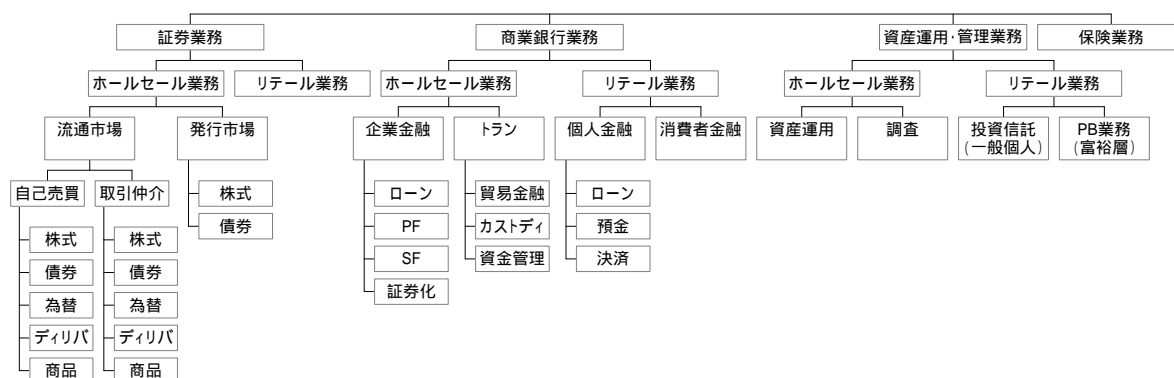 証券業務
商業銀行業務
資産運用・管理業務
保険業務
ホールセール業務
リテール業務
ホールセール業務
リテール業務
ホールセール業務
リテール業務
流通市場
発行市場
企業金融
トラン
個人金融
消費者金融
資産運用
調査
投資信託
(一般個人)
PB業務
(富裕層)
自己売買
取引仲介
株式
債券
ローン
PF
SF
証券化
貿易金融
カストディ
資金管理
ローン
預金
決済
株式
債券
為替
ディリバ
商品
株式
債券
為替
ディリバ
商品